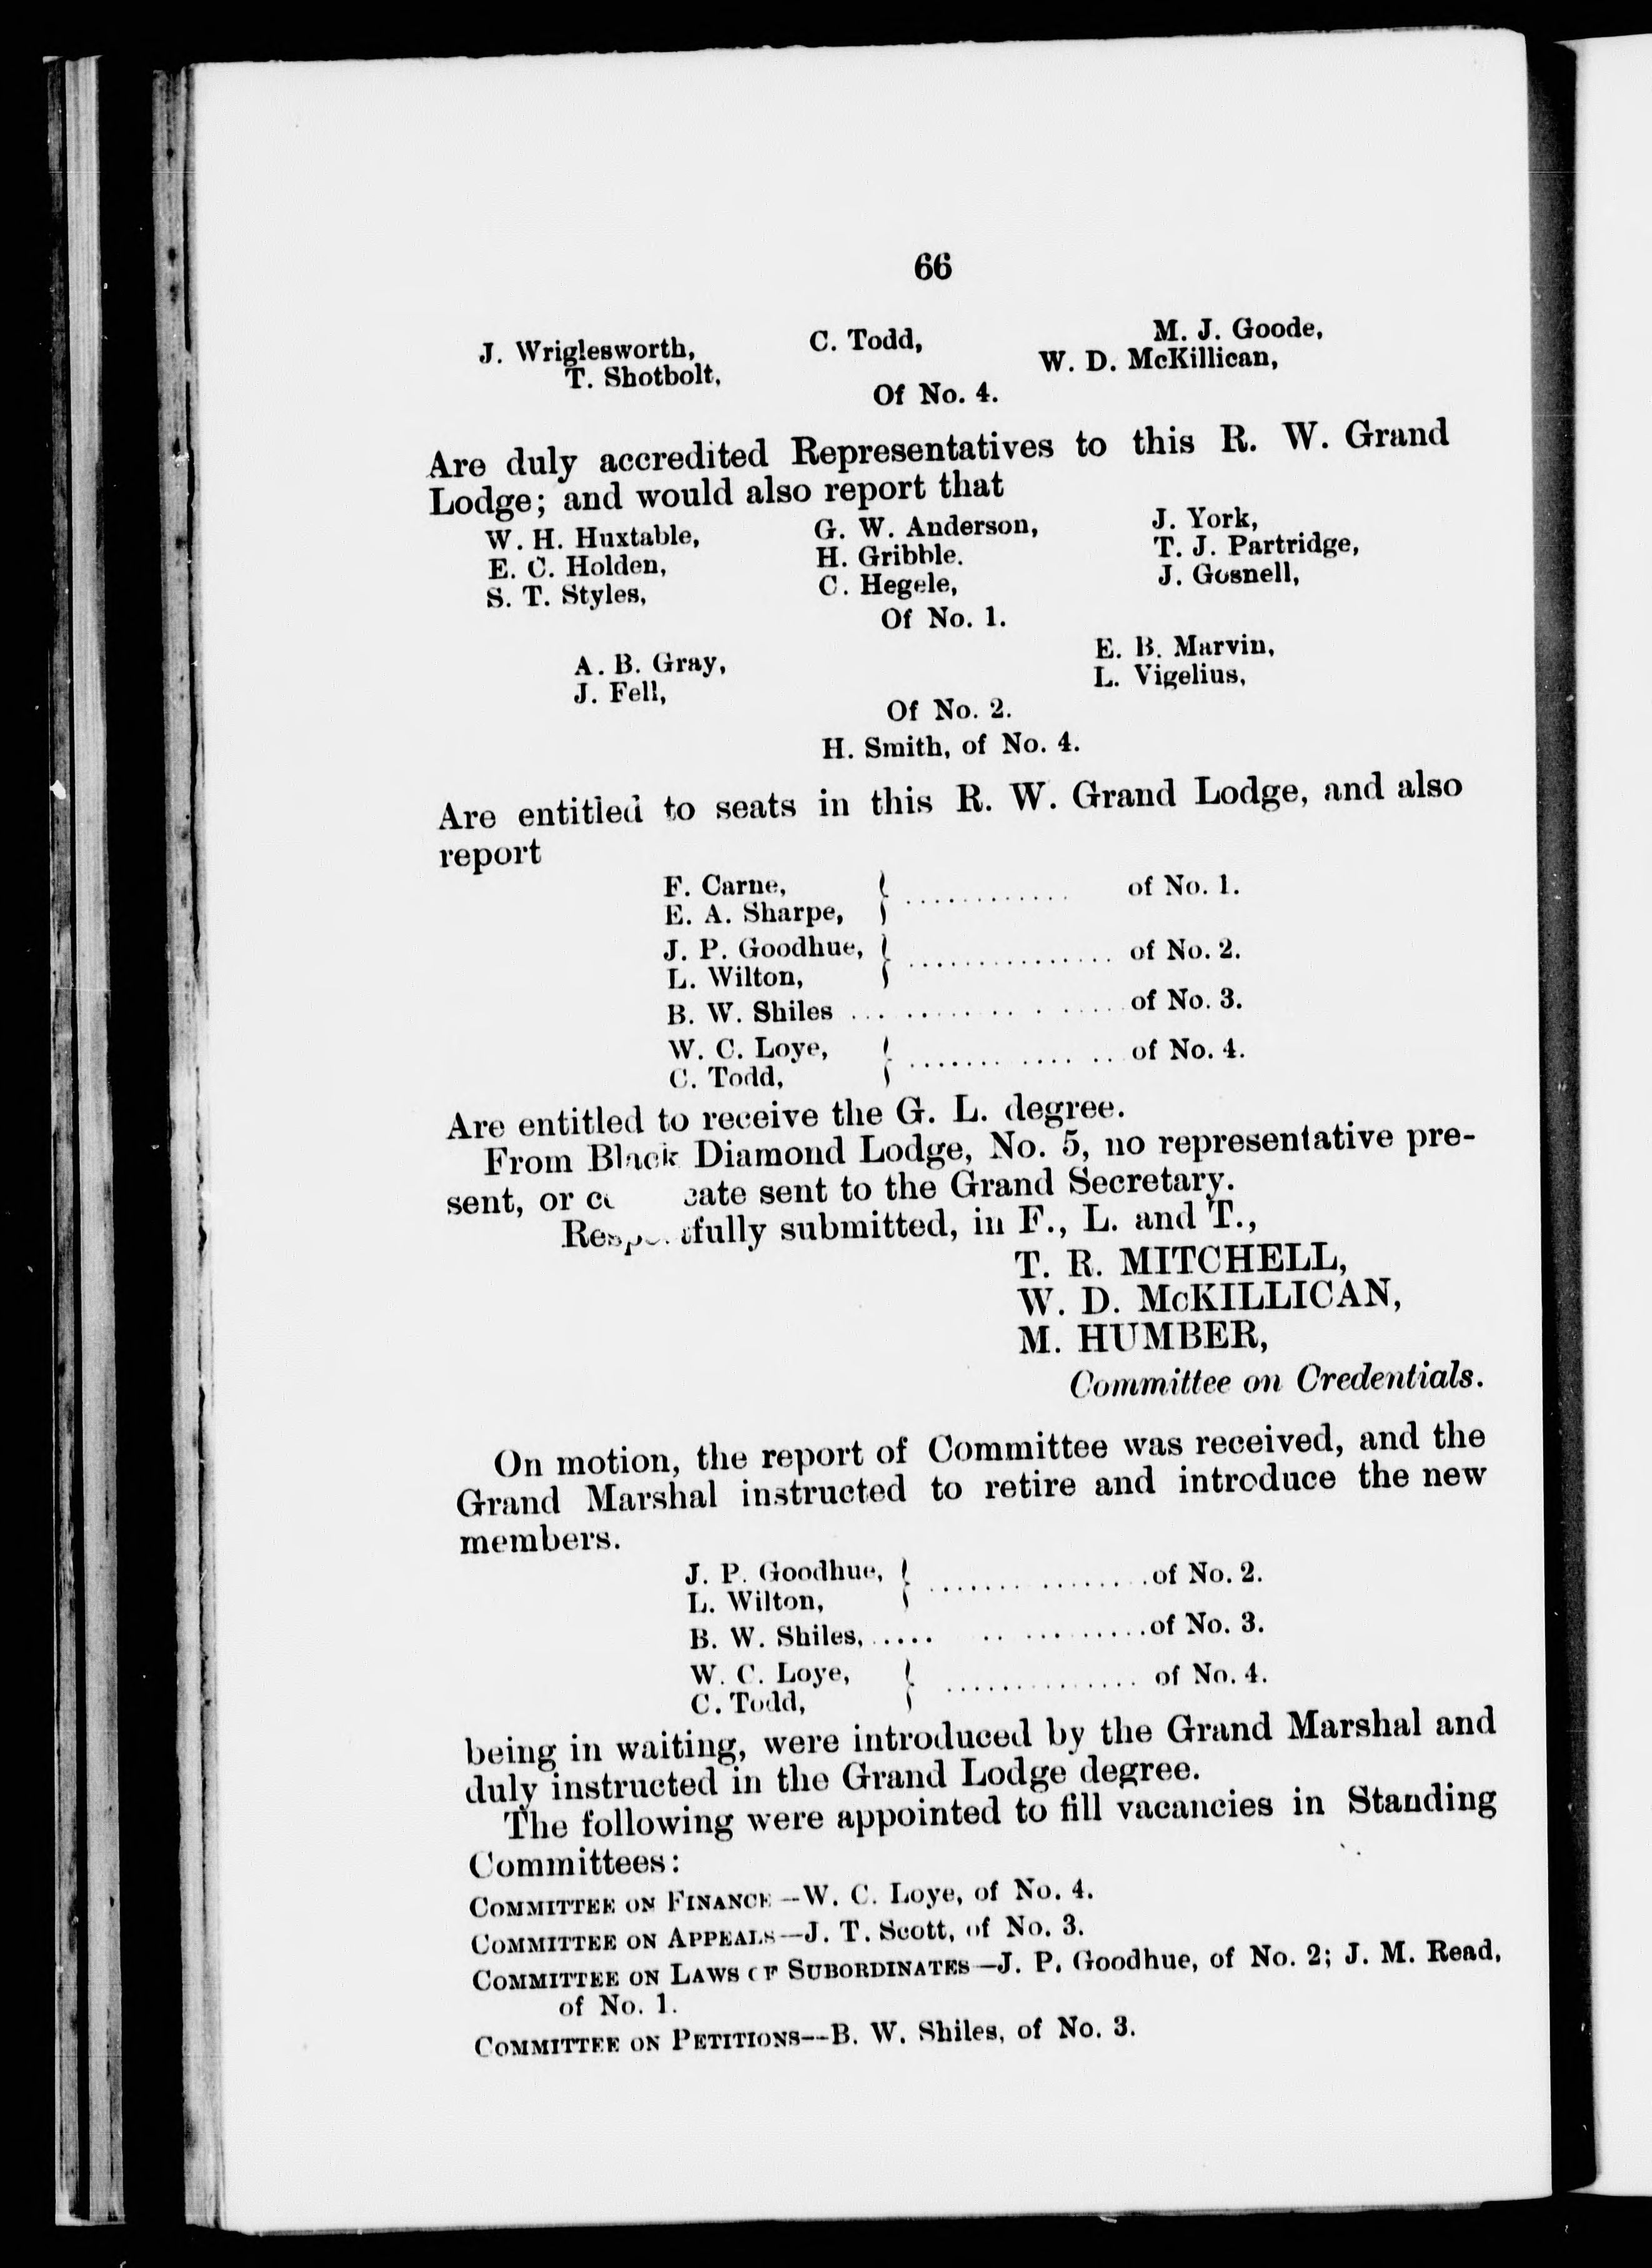 66
J. Wriglesworth, C. Todd, M. J. Goode,
T. Shotbolt, W. D. McKillican,
Of No. 4.
Are duly accredited Representatives to this R. W. Grand
Lodge; and would also report that
W. H. Huxtable, G. W. Anderson, J. York,
E. C. Holden, H. Gribble. T. J. Partridge,
S. T. Styles, C. Hegele, J. Gosnell,
Of No. 1.
A. B. Gray, E. B. Marvin,
J. Fell, L. Vigelius,
Of No. 2.
H. Smith, of No. 4.
Are entitled to seats in this R. W. Grand Lodge, and also
report
F. Carne, } ............ of No. 1.
E. A. Sharpe,
J. P. Goodhue, } ................ of No. 2.
L. Wilton,
B. W. Shiles ................ of No. 3.
W. C. Loye, } ................ of No. 4.
C. Todd,
Are entitled to receive the G. L. degree.
From Black Diamond Lodge, No. 5, no representative pre-
sent, or cate sent to the Grand Secretary.
Respectfully submitted, in F., L. and T.,
T. R. MITCHELL,
W. D. McKILLICAN,
M. HUMBER,
Committee on Credentials.
On motion, the report of Committee was received, and the
Grand Marshal instructed to retire and introduce the new
members.
J. P. Goodhue, } ................ of No. 2.
L. Wilton,
B. W. Shiles, ..... .. .......... of No. 3.
W. C. Loye, } .............. of No. 4.
C. Todd,
being in waiting, were introduced by the Grand Marshal and
duly instructed in the Grand Lodge degree.
The following were appointed to fill vacancies in Standing
Committees:
COMMITTEE ON FINANCE—W. C. Loye, of No. 4.
COMMITTEE ON APPEALS—J. T. Scott, of No. 3.
COMMITTEE ON LAWS OF SUBORDINATES—J. P. Goodhue, of No. 2; J. M. Read,
of No. 1.
COMMITTEE ON PETITIONS--B. W. Shiles, of No. 3.